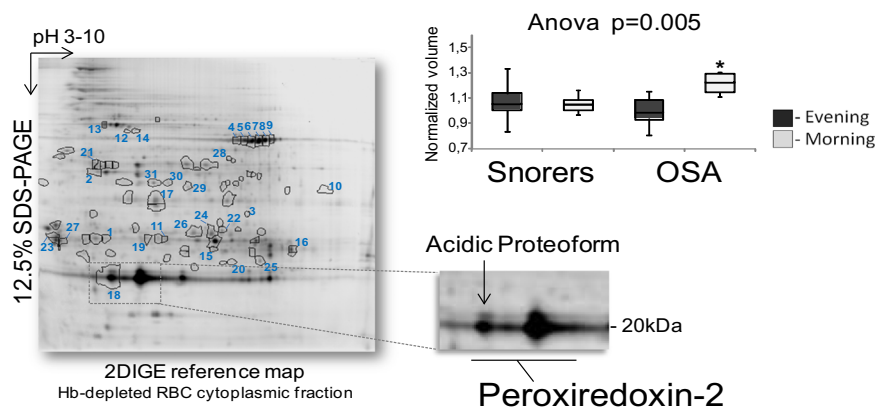 pH 3-10
12.5% SDS-PAGE
13
12 14
4 5 6 7 8 9
21
28
2
31 30
29
10
17
3
24 22
26
27
23
1
19
11
15
16
20
25
18
2DIGE reference map
Hb-depleted RBC cytoplasmic fraction
Anova p=0.005
Normalized volume
1,5
1,3
1,1
0,9
0,7
*
Snorers OSA
- Evening
- Morning
Acidic Proteoform
- 20kDa
Peroxiredoxin-2